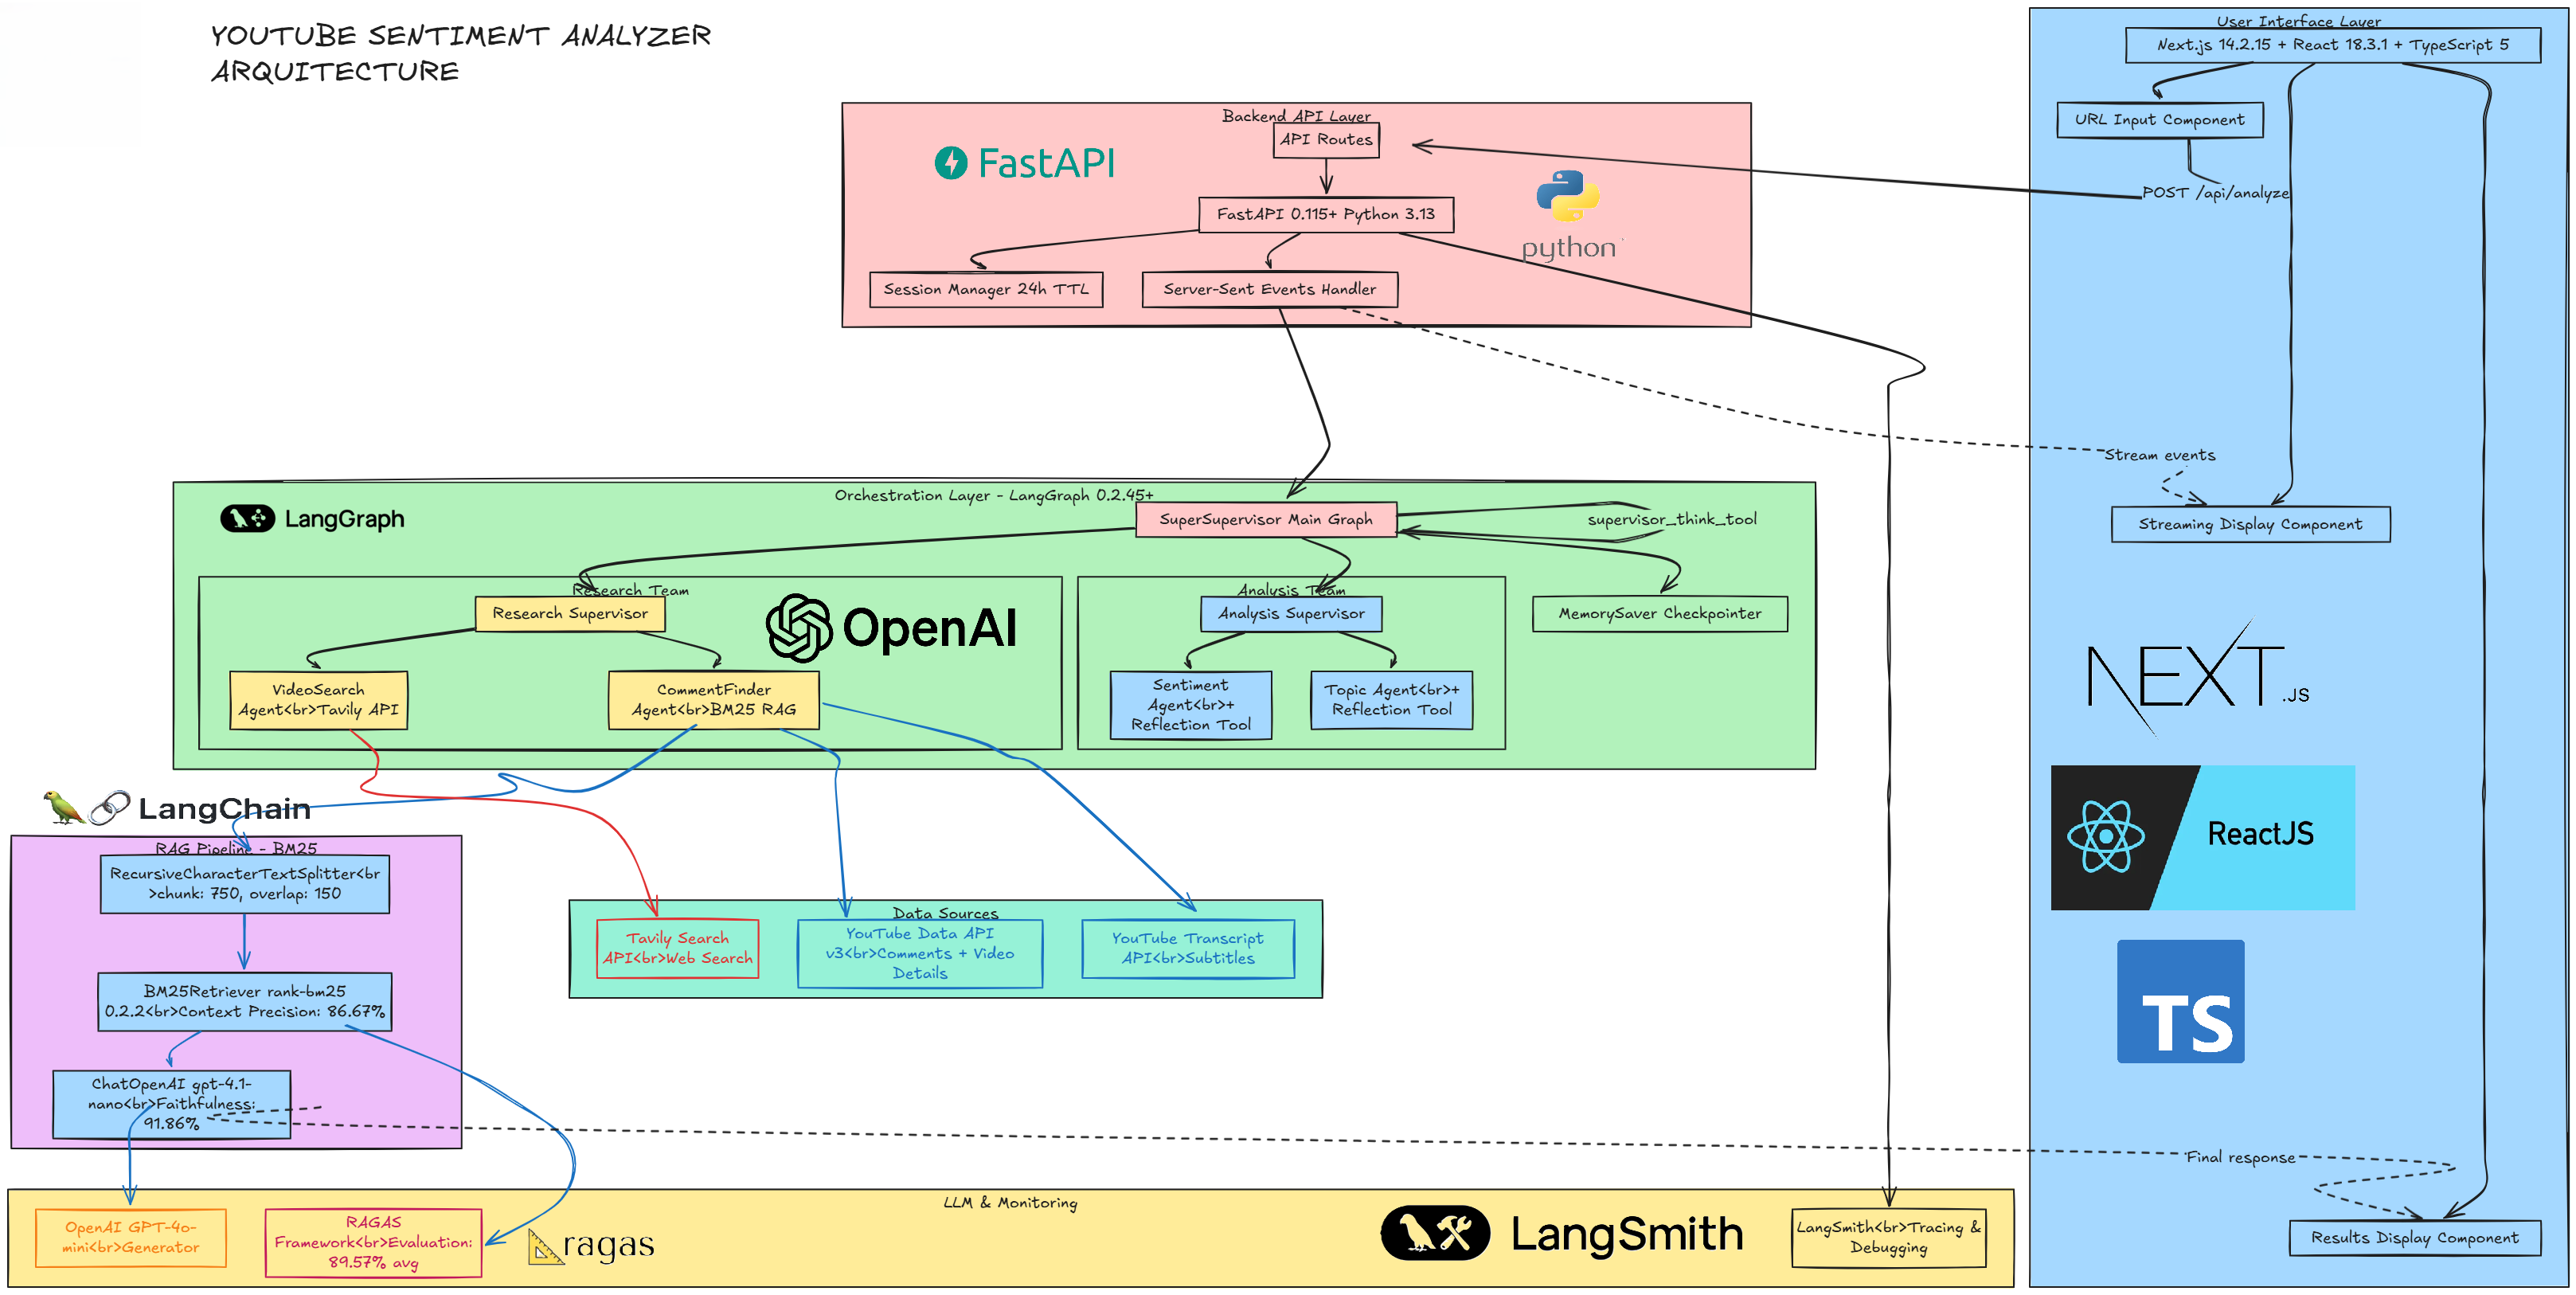 YOUTUBE SENTIMENT ANALYZER
ARQUITECTURE
User Interface Layer
Next.js 14.2.15 + React 18.3.1 + TypeScript 5
URL Input Component
POST /api/analyze
Stream events
Streaming Display Component
NEXT.JS
ReactJS
TS
Final response
Results Display Component
Backend API Layer
API Routes
FastAPI
FastAPI 0.115+ Python 3.13
python
Session Manager 24h TTL
Server-Sent Events Handler
Orchestration Layer - LangGraph 0.2.45+
LangGraph
SuperSupervisor Main Graph
supervisor_think_tool
Research Team
Research Supervisor
OpenAI
VideoSearch
Agent<br>Tavily API
CommentFinder
Agent<br>BM25 RAG
Analysis Team
Analysis Supervisor
Sentiment
Agent<br>+
Reflection Tool
Topic Agent<br>+
Reflection Tool
MemorySaver Checkpointer
LangChain
RAG Pipeline - BM25
RecursiveCharacterTextSplitter<br
>chunk: 750, overlap: 150
BM25Retriever rank-bm25
0.2.2<br>Context Precision: 86.67%
ChatOpenAI gpt-4.1-
nano<br>Faithfulness:
91.86%
Data Sources
Tavily Search
API<br>Web Search
YouTube Data API
v3<br>Comments + Video
Details
YouTube Transcript
API<br>Subtitles
LLM & Monitoring
OpenAI GPT-4o-
mini<br>Generator
RAGAS
Framework<br>Evaluation:
89.57% avg
ragas
LangSmith
LangSmith<br>Tracing &
Debugging